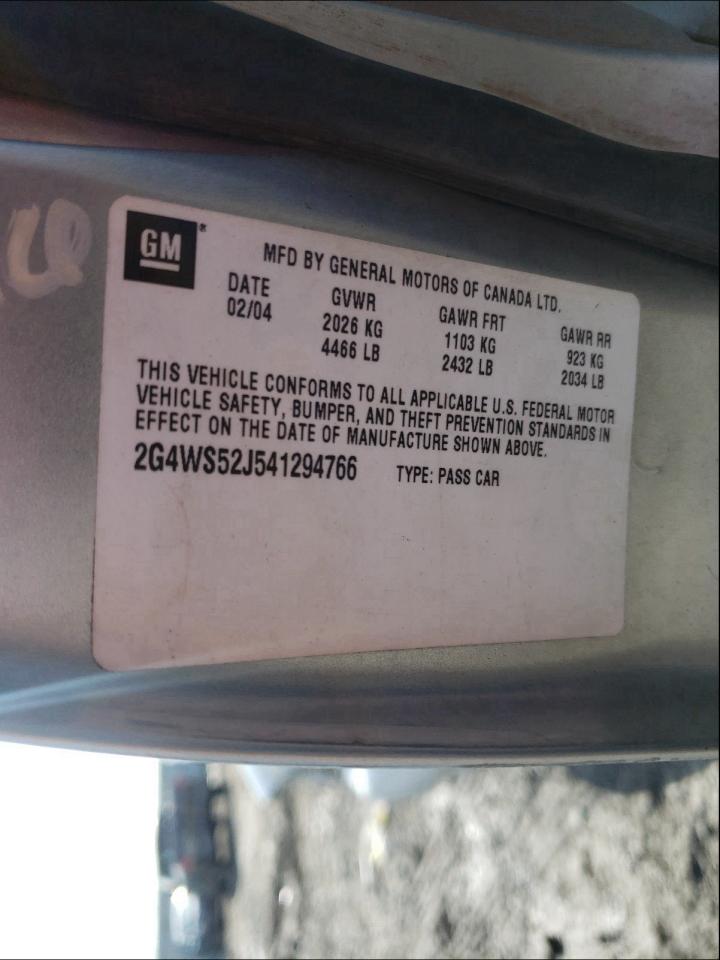 GM®
MFD BY GENERAL MOTORS OF CANADA LTD.
DATE GVWR GAWR FRT GAWR RR
02/04 2026 KG 1103 KG 923 KG
4466 LB 2432 LB 2034 LB
THIS VEHICLE CONFORMS TO ALL APPLICABLE U.S. FEDERAL MOTOR
VEHICLE SAFETY, BUMPER, AND THEFT PREVENTION STANDARDS IN
EFFECT ON THE DATE OF MANUFACTURE SHOWN ABOVE.
2G4WS52J541294766 TYPE: PASS CAR